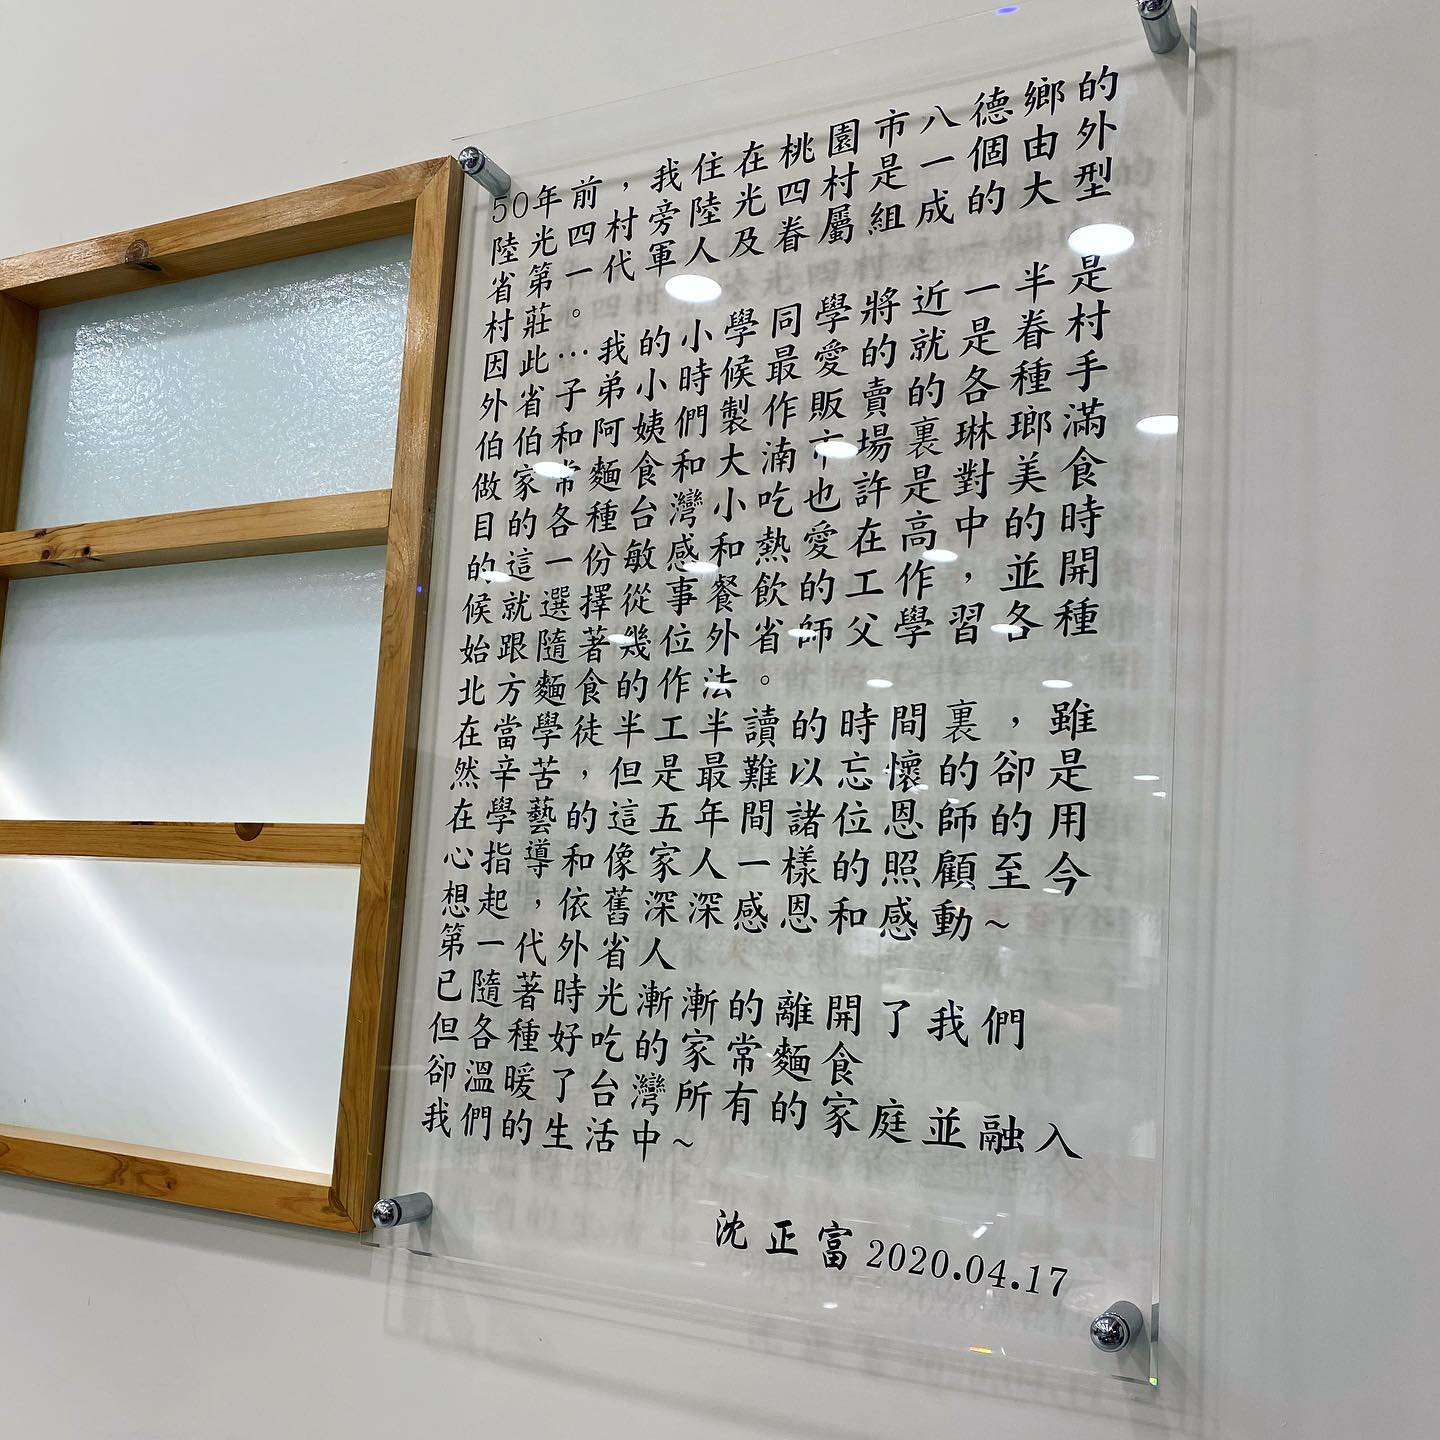 50年前，我住在桃園市八德鄉的
陸光四村旁陸光四村是一個由外
省第一代軍人及眷屬組成的大型
村莊。
因此…我的小學同學將近一半是
外省子弟小時候最愛的就是眷村
伯伯和阿姨們製作販賣的各種手
做家常麵食和大湳市場裏琳瑯滿
目的各種台灣小吃也許是對美食
的這一份敏感和熱愛在高中的時
候就選擇從事餐飲的工作，並開
始跟隨著幾位外省師父學習各種
北方麵食的作法。
在當學徒半工半讀的時間裏，雖
然辛苦，但是最難以忘懷的卻是
在學藝的這五年間諸位恩師的用
心指導和像家人一樣的照顧至今
想起，依舊深深感恩和感動~
第一代外省人
已隨著時光漸漸的離開了我們
但各種好吃的家常麵食
卻溫暖了台灣所有的家庭並融入
我們的生活中~
沈正富2020.04.17